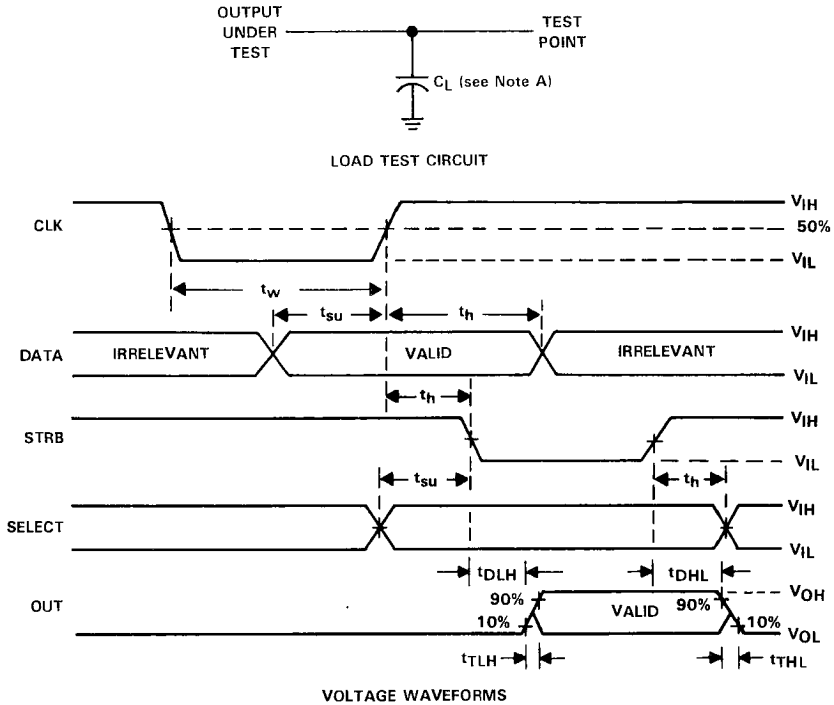 OUTPUT
UNDER
TEST
TEST
POINT
CL (see Note A)
LOAD TEST CIRCUIT
CLK
VIH
50%
VIL
tw
tsu
th
DATA
IRRELEVANT
VALID
IRRELEVANT
VIH
VIL
th
STRB
VIH
VIL
tsu
th
SELECT
VIH
VIL
tDLH
tDHL
OUT
90%
10%
VALID
90%
10%
VOH
VOL
tTLH
tTHL
VOLTAGE WAVEFORMS